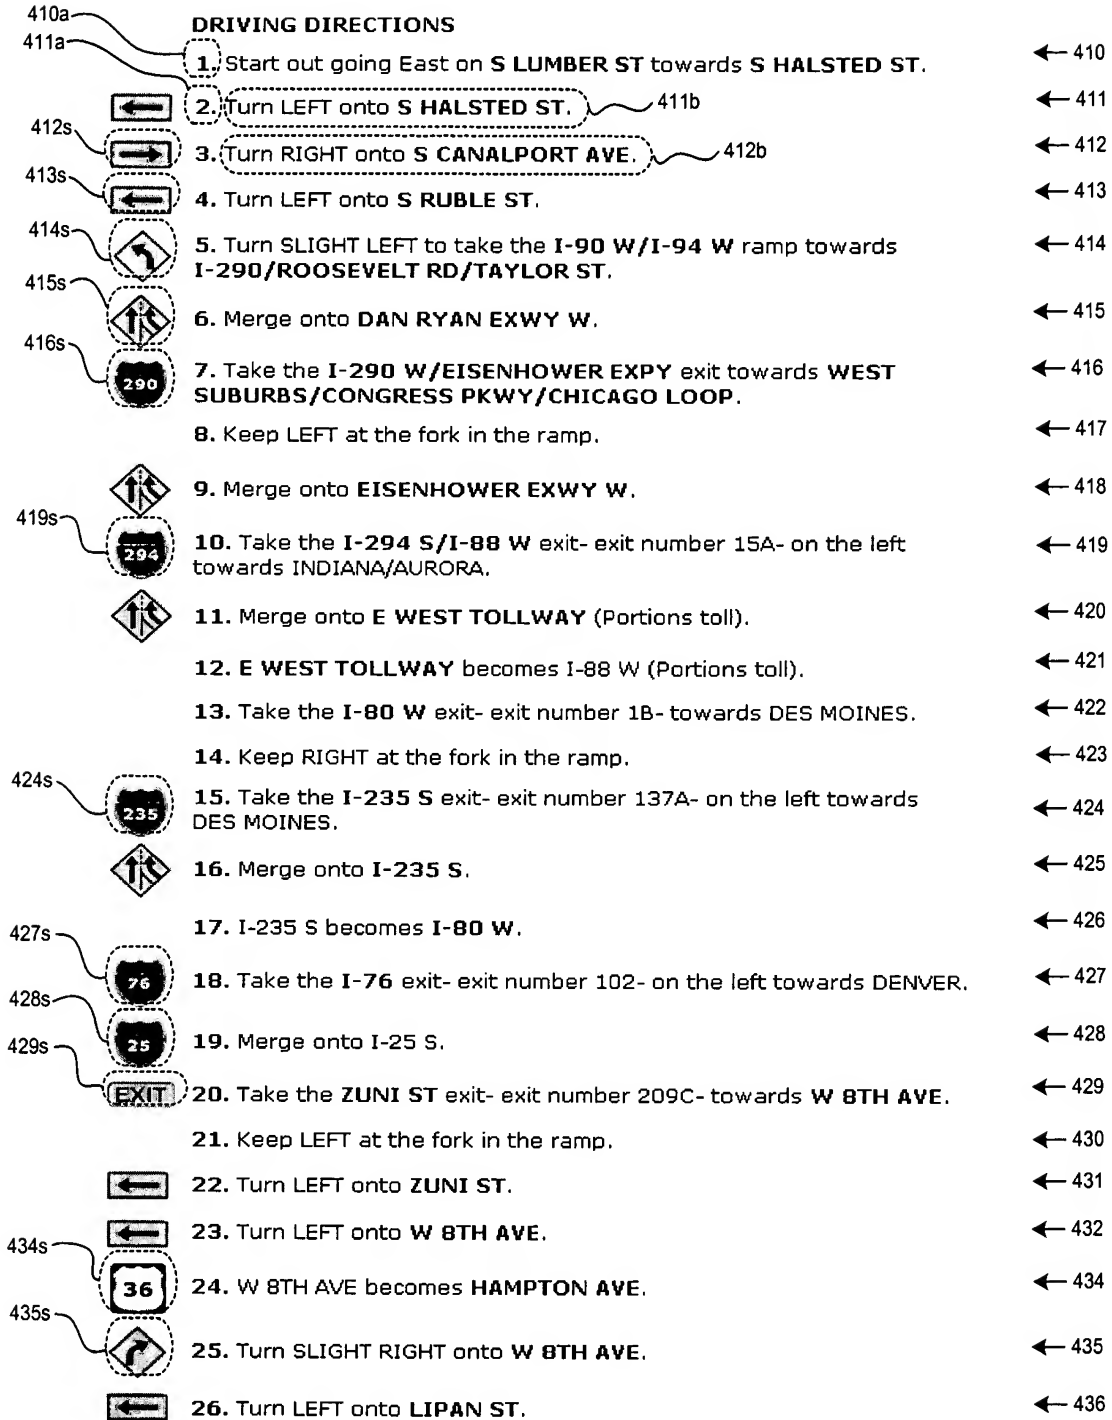 410a
DRIVING DIRECTIONS
411a
1. Start out going East on S LUMBER ST towards S HALSTED ST. 410
2. Turn LEFT onto S HALSTED ST. 411b 411
412s
3. Turn RIGHT onto S CANALPORT AVE. 412b 412
413s
4. Turn LEFT onto S RUBLE ST. 413
414s
5. Turn SLIGHT LEFT to take the I-90 W/I-94 W ramp towards 414
I-290/ROOSEVELT RD/TAYLOR ST.
415s
6. Merge onto DAN RYAN EXWY W. 415
416s
290 7. Take the I-290 W/EISENHOWER EXPY exit towards WEST 416
SUBURBS/CONGRESS PKWY/CHICAGO LOOP.
8. Keep LEFT at the fork in the ramp. 417
9. Merge onto EISENHOWER EXWY W. 418
419s
294 10. Take the I-294 S/I-88 W exit- exit number 15A- on the left 419
towards INDIANA/AURORA.
11. Merge onto E WEST TOLLWAY (Portions toll). 420
12. E WEST TOLLWAY becomes I-88 W (Portions toll). 421
13. Take the I-80 W exit- exit number 1B- towards DES MOINES. 422
14. Keep RIGHT at the fork in the ramp. 423
424s
235 15. Take the I-235 S exit- exit number 137A- on the left towards 424
DES MOINES.
16. Merge onto I-235 S. 425
17. I-235 S becomes I-80 W. 426
427s
76 18. Take the I-76 exit- exit number 102- on the left towards DENVER. 427
428s
25 19. Merge onto I-25 S. 428
429s
EXIT 20. Take the ZUNI ST exit- exit number 209C- towards W 8TH AVE. 429
21. Keep LEFT at the fork in the ramp. 430
22. Turn LEFT onto ZUNI ST. 431
23. Turn LEFT onto W 8TH AVE. 432
434s
36 24. W 8TH AVE becomes HAMPTON AVE. 434
435s
25. Turn SLIGHT RIGHT onto W 8TH AVE. 435
26. Turn LEFT onto LIPAN ST. 436